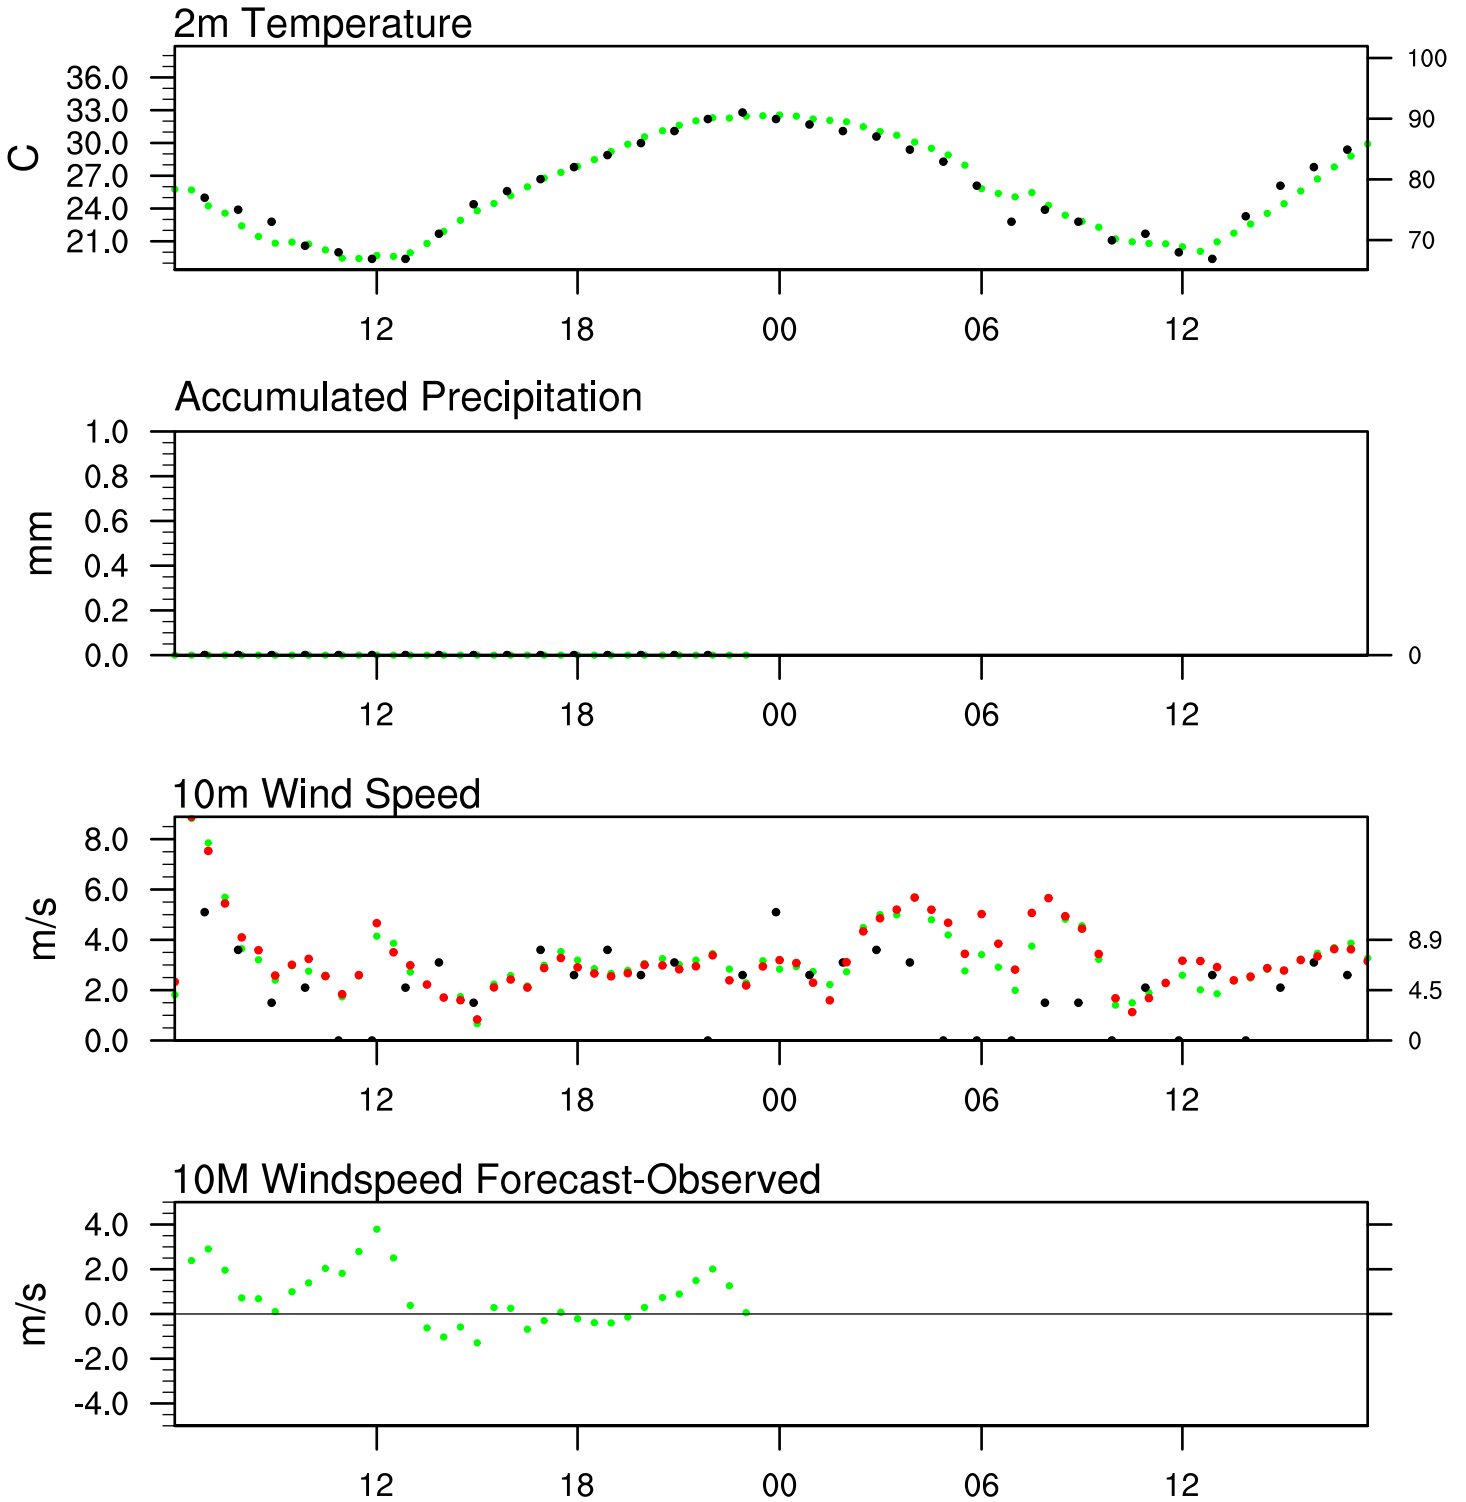 2m Temperature
36.0
33.0
30.0
27.0
24.0
21.0
C
100
90
80
70
12 18 00 06 12
Accumulated Precipitation
1.0
0.8
0.6
0.4
0.2
0.0
mm
0
12 18 00 06 12
10m Wind Speed
8.0
6.0
4.0
2.0
0.0
m/s
8.9
4.5
0
12 18 00 06 12
10M Windspeed Forecast-Observed
4.0
2.0
0.0
-2.0
-4.0
m/s
12 18 00 06 12